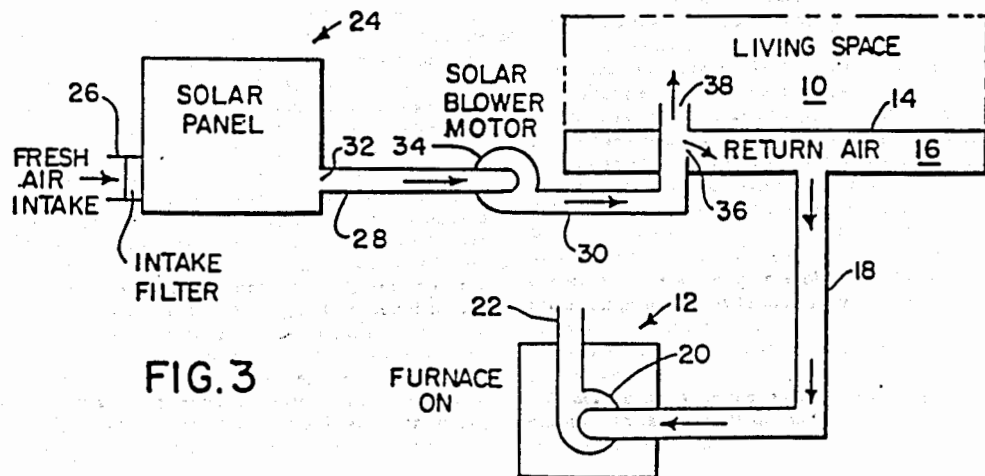 24
LIVING SPACE
10
26
SOLAR
PANEL
SOLAR
BLOWER
MOTOR
38
14
FRESH
AIR
INTAKE
32
34
RETURN AIR
16
36
28
30
INTAKE
FILTER
18
22
12
20
FIG.3
FURNACE
ON